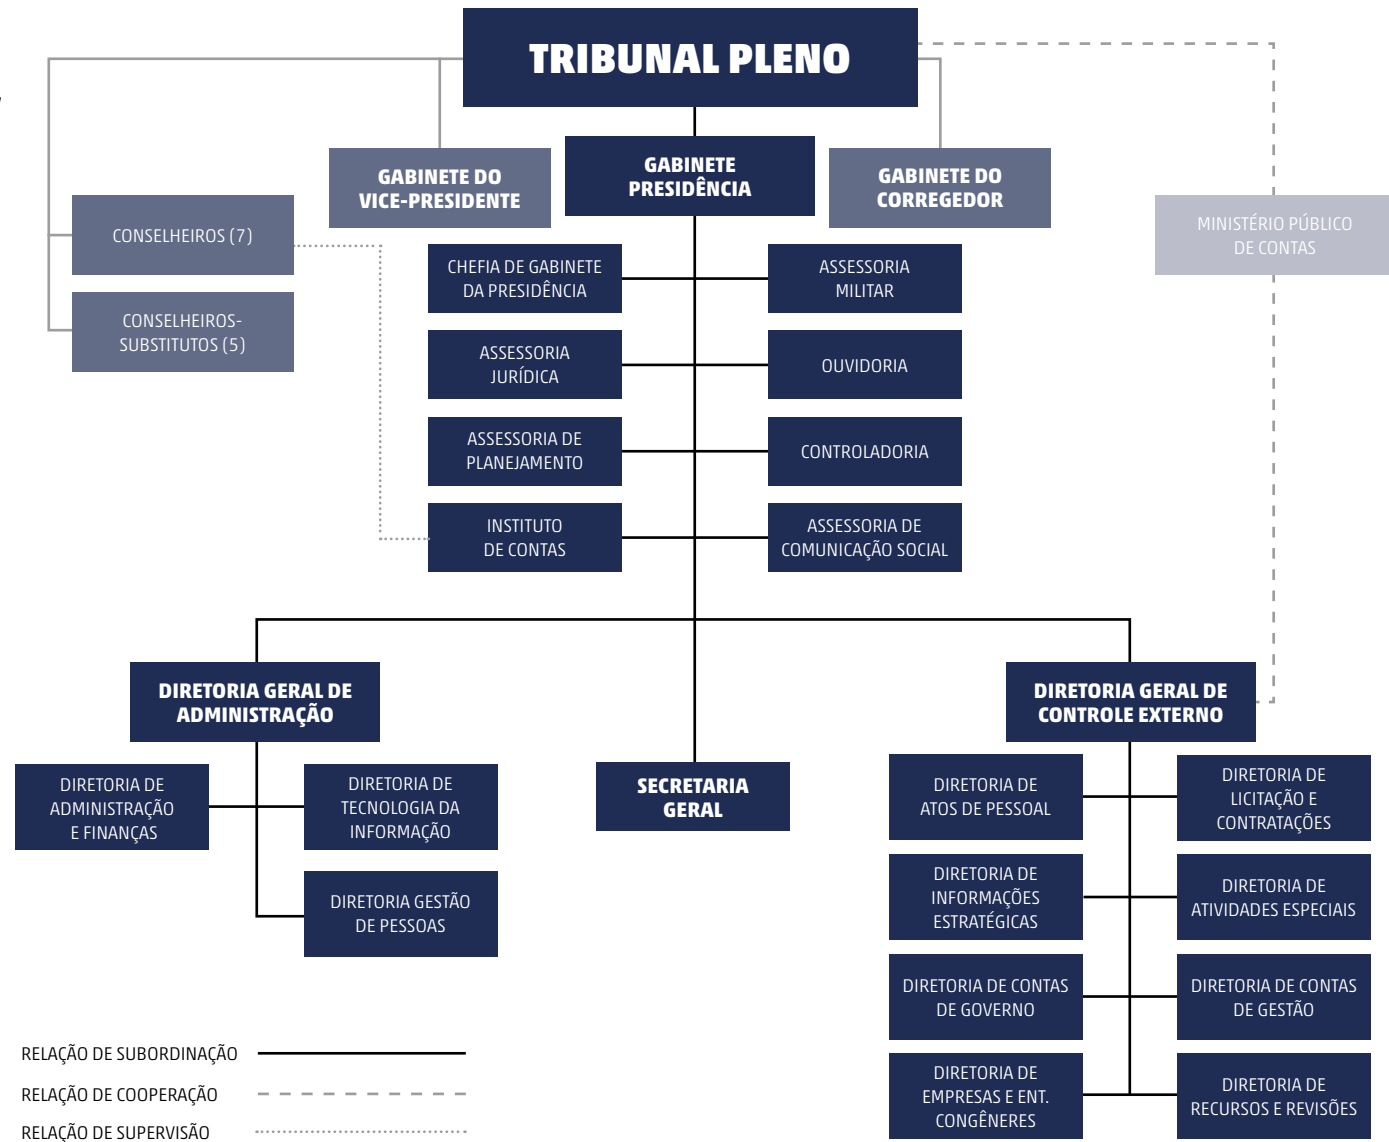 TRIBUNAL PLENO
GABINETE DO
VICE-PRESIDENTE
GABINETE
PRESIDÊNCIA
GABINETE DO
CORREGEDOR
CONSELHEIROS (7)
CONSELHEIROS-
SUBSTITUTOS (5)
MINISTÉRIO PÚBLICO
DE CONTAS
CHEFIA DE GABINETE
DA PRESIDÊNCIA
ASSESSORIA
MILITAR
ASSESSORIA
JURÍDICA
OUVIDORIA
ASSESSORIA DE
PLANEJAMENTO
CONTROLADORIA
INSTITUTO
DE CONTAS
ASSESSORIA DE
COMUNICAÇÃO SOCIAL
DIRETORIA GERAL DE
ADMINISTRAÇÃO
DIRETORIA DE
ADMINISTRAÇÃO
E FINANÇAS
DIRETORIA DE
TECNOLOGIA DA
INFORMAÇÃO
DIRETORIA GESTÃO
DE PESSOAS
SECRETARIA
GERAL
DIRETORIA GERAL DE
CONTROLE EXTERNO
DIRETORIA DE
ATOS DE PESSOAL
DIRETORIA DE
LICITAÇÃO E
CONTRATAÇÕES
DIRETORIA DE
INFORMAÇÕES
ESTRATÉGICAS
DIRETORIA DE
ATIVIDADES ESPECIAIS
DIRETORIA DE CONTAS
DE GOVERNO
DIRETORIA DE CONTAS
DE GESTÃO
DIRETORIA DE
EMPRESAS E ENT.
CONGÊNERES
DIRETORIA DE
RECURSOS E REVISÕES
RELAÇÃO DE SUBORDINAÇÃO
RELAÇÃO DE COOPERAÇÃO
RELAÇÃO DE SUPERVISÃO